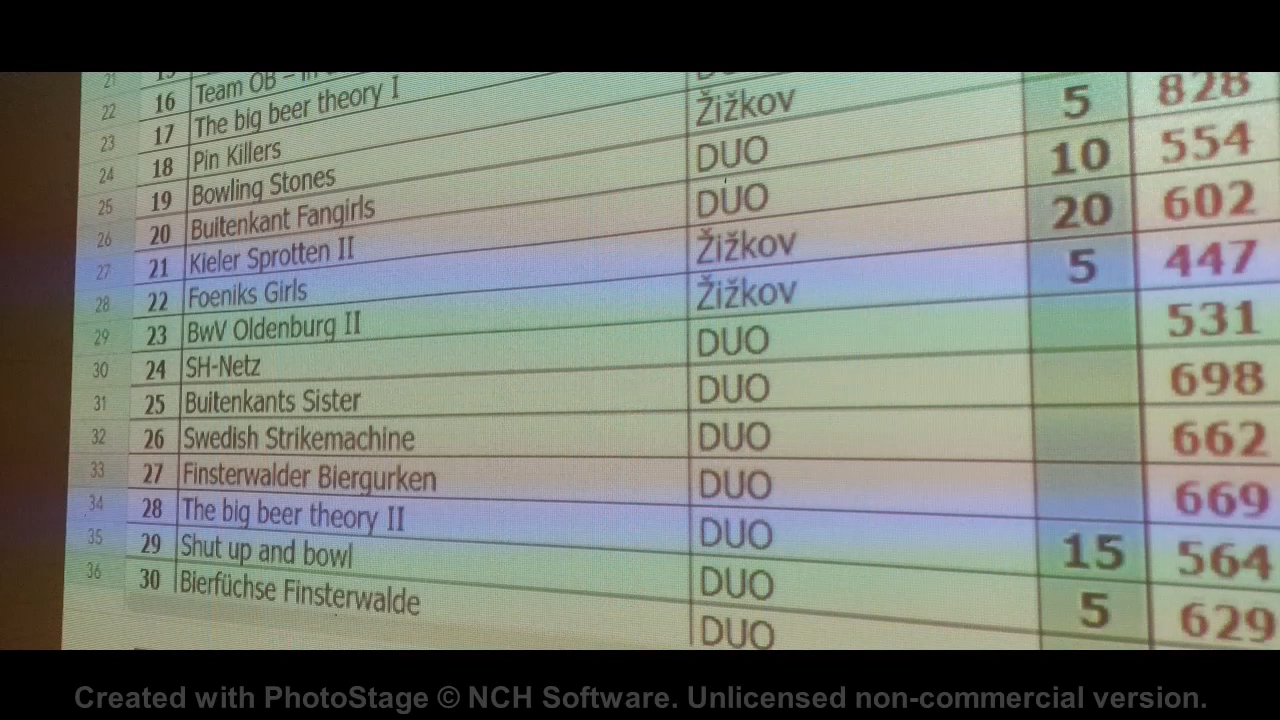 21
22 16 Team OB –
23 17 The big beer theory I
24 18 Pin Killers
25 19 Bowling Stones Žižkov
26 20 Buitenkant Fangirls DUO 5 828
27 21 Kieler Sprotten II DUO 10 554
28 22 Foeniks Girls Žižkov 20 602
29 23 BwV Oldenburg II Žižkov 5 447
30 24 SH-Netz DUO 531
31 25 Buitenkants Sister DUO 698
32 26 Swedish Strikemachine DUO 662
33 27 Finsterwalder Biergurken DUO 669
34 28 The big beer theory II DUO 15 564
35 29 Shut up and bowl DUO 5 629
36 30 Bierfüchse Finsterwalde DUO
Created with PhotoStage © NCH Software. Unlicensed non-commercial version.